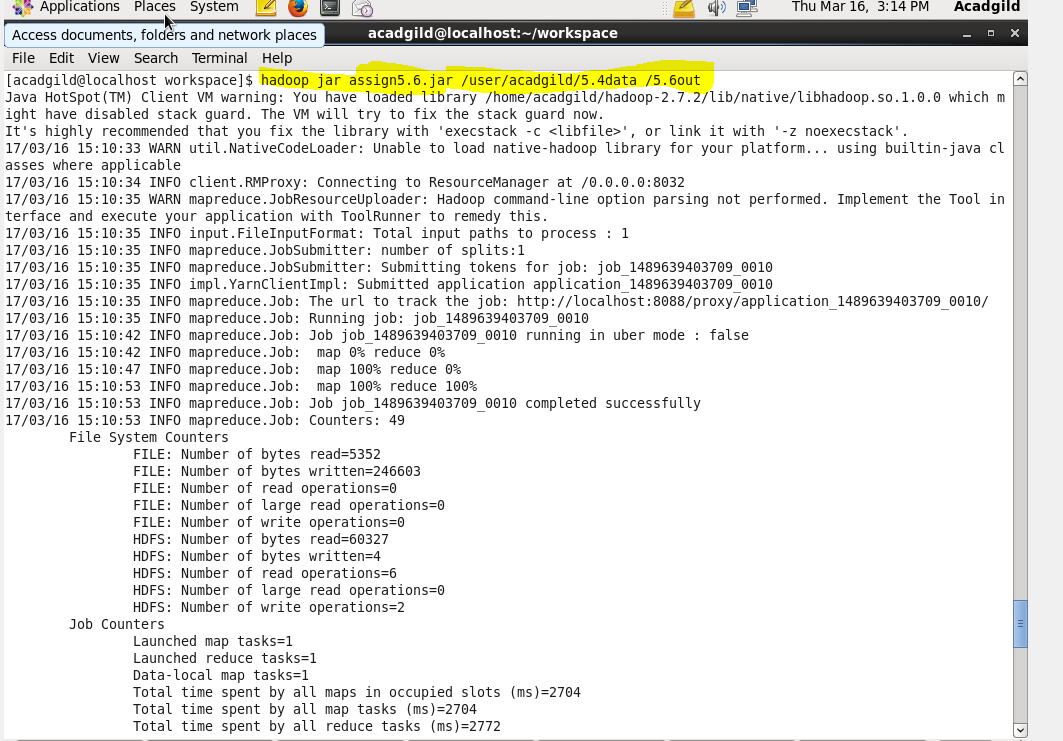 Applications Places System Thu Mar 16, 3:14 PM Acadgild
Access documents, folders and network places
acadgild@localhost:~/workspace
File Edit View Search Terminal Help
[acadgild@localhost workspace]$ hadoop jar assign5.6.jar /user/acadgild/5.4data /5.6out
Java HotSpot(TM) Client VM warning: You have loaded library /home/acadgild/hadoop-2.7.2/lib/native/libhadoop.so.1.0.0 which m
ight have disabled stack guard. The VM will try to fix the stack guard now.
It's highly recommended that you fix the library with 'execstack -c <libfile>', or link it with '-z noexecstack'.
17/03/16 15:10:33 WARN util.NativeCodeLoader: Unable to load native-hadoop library for your platform... using builtin-java cl
asses where applicable
17/03/16 15:10:34 INFO client.RMProxy: Connecting to ResourceManager at /0.0.0.0:8032
17/03/16 15:10:35 WARN mapreduce.JobResourceUploader: Hadoop command-line option parsing not performed. Implement the Tool in
terface and execute your application with ToolRunner to remedy this.
17/03/16 15:10:35 INFO input.FileInputFormat: Total input paths to process : 1
17/03/16 15:10:35 INFO mapreduce.JobSubmitter: number of splits:1
17/03/16 15:10:35 INFO mapreduce.JobSubmitter: Submitting tokens for job: job_1489639403709_0010
17/03/16 15:10:35 INFO impl.YarnClientImpl: Submitted application application_1489639403709_0010
17/03/16 15:10:35 INFO mapreduce.Job: The url to track the job: http://localhost:8088/proxy/application_1489639403709_0010/
17/03/16 15:10:35 INFO mapreduce.Job: Running job: job_1489639403709_0010
17/03/16 15:10:42 INFO mapreduce.Job: Job job_1489639403709_0010 running in uber mode : false
17/03/16 15:10:42 INFO mapreduce.Job:  map 0% reduce 0%
17/03/16 15:10:47 INFO mapreduce.Job:  map 100% reduce 0%
17/03/16 15:10:53 INFO mapreduce.Job:  map 100% reduce 100%
17/03/16 15:10:53 INFO mapreduce.Job: Job job_1489639403709_0010 completed successfully
17/03/16 15:10:53 INFO mapreduce.Job: Counters: 49
File System Counters
FILE: Number of bytes read=5352
FILE: Number of bytes written=246603
FILE: Number of read operations=0
FILE: Number of large read operations=0
FILE: Number of write operations=0
HDFS: Number of bytes read=60327
HDFS: Number of bytes written=4
HDFS: Number of read operations=6
HDFS: Number of large read operations=0
HDFS: Number of write operations=2
Job Counters
Launched map tasks=1
Launched reduce tasks=1
Data-local map tasks=1
Total time spent by all maps in occupied slots (ms)=2704
Total time spent by all map tasks (ms)=2704
Total time spent by all reduce tasks (ms)=2772